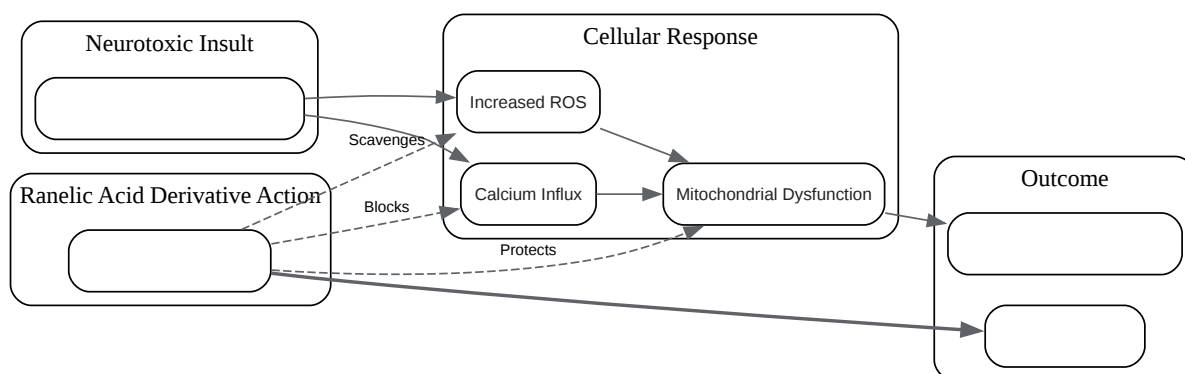 Neurotoxic Insult
Cellular Response
Increased ROS
Scavenges
Ranelic Acid Derivative Action
Calcium Influx
Mitochondrial Dysfunction
Blocks
Protects
Outcome